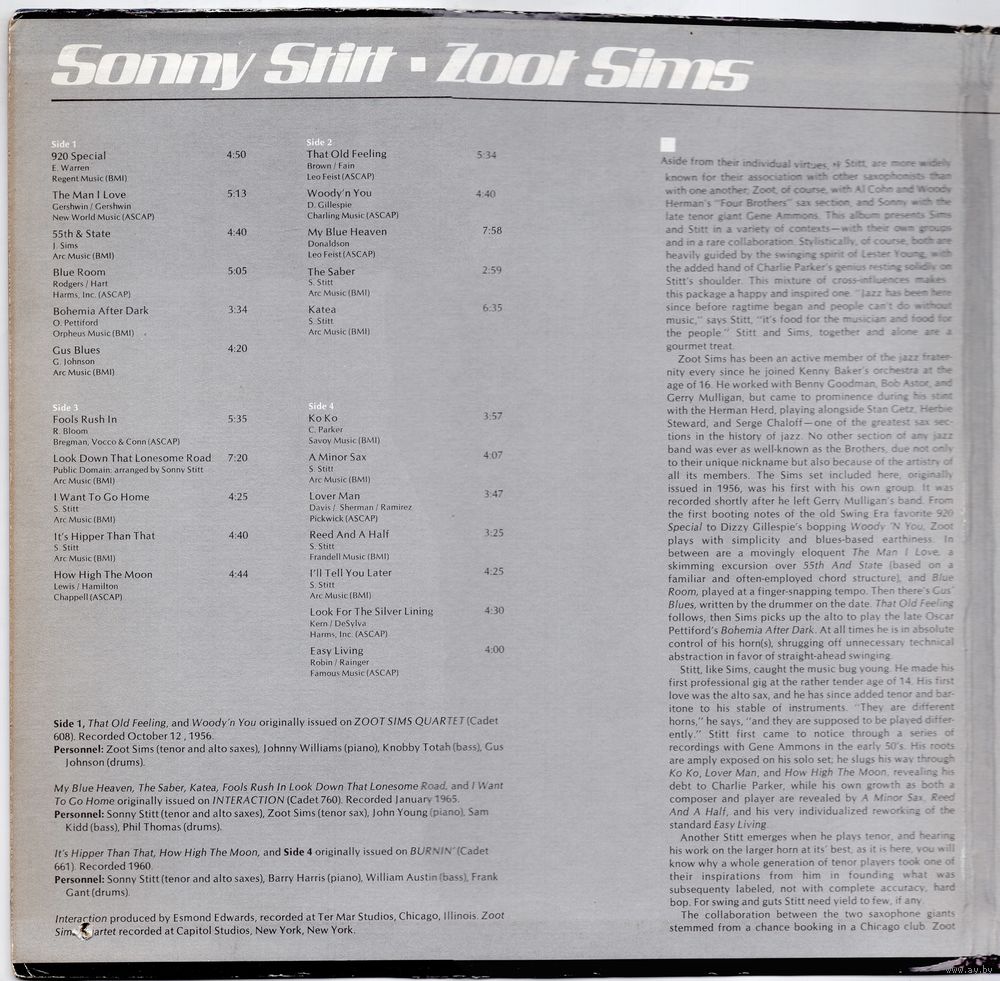 Sonny Stitt ▪ Zoot Sims
Side 1
920 Special 4:50
E. Warren
Regent Music (BMI)
The Man I Love 5:13
Gershwin / Gershwin
New World Music (ASCAP)
55th & State 4:40
J. Sims
Arc Music (BMI)
Blue Room 5:05
Rodgers / Hart
Harms, Inc. (ASCAP)
Bohemia After Dark 3:34
O. Pettiford
Orpheus Music (BMI)
Gus Blues 4:20
G. Johnson
Arc Music (BMI)
Side 2
That Old Feeling 5:34
Brown / Fain
Leo Feist (ASCAP)
Woody'n You 4:40
D. Gillespie
Charling Music (ASCAP)
My Blue Heaven 7:58
Donaldson
Leo Feist (ASCAP)
The Saber 2:59
S. Stitt
Arc Music (BMI)
Katea 6:35
S. Stitt
Arc Music (BMI)
Side 3
Fools Rush In 5:35
R. Bloom
Bregman, Vocco & Conn (ASCAP)
Look Down That Lonesome Road 7:20
Public Domain: arranged by Sonny Stitt
Arc Music (BMI)
I Want To Go Home 4:25
S. Stitt
Arc Music (BMI)
It's Hipper Than That 4:40
S. Stitt
Arc Music (BMI)
How High The Moon 4:44
Lewis / Hamilton
Chappell (ASCAP)
Side 4
Ko Ko 3:57
C. Parker
Savoy Music (BMI)
A Minor Sax 4:07
S. Stitt
Arc Music (BMI)
Lover Man 3:47
Davis / Sherman / Ramirez
Pickwick (ASCAP)
Reed And A Half 3:25
S. Stitt
Frandell Music (BMI)
I'll Tell You Later 4:25
S. Stitt
Arc Music (BMI)
Look For The Silver Lining 4:30
Kern / DeSylva
Harms, Inc. (ASCAP)
Easy Living 4:00
Robin / Rainger
Famous Music (ASCAP)
Side 1, That Old Feeling, and Woody'n You originally issued on ZOOT SIMS QUARTET (Cadet
608). Recorded October 12 , 1956.
Personnel: Zoot Sims (tenor and alto saxes), Johnny Williams (piano), Knobby Totah (bass), Gus
Johnson (drums).
My Blue Heaven, The Saber, Katea, Fools Rush In Look Down That Lonesome Road, and I Want
To Go Home originally issued on INTERACTION (Cadet 760). Recorded January 1965.
Personnel: Sonny Stitt (tenor and alto saxes), Zoot Sims (tenor sax), John Young (piano), Sam
Kidd (bass), Phil Thomas (drums).
It's Hipper Than That, How High The Moon, and Side 4 originally issued on BURNIN' (Cadet
661). Recorded 1960.
Personnel: Sonny Stitt (tenor and alto saxes), Barry Harris (piano), William Austin (bass), Frank
Gant (drums).
Interaction produced by Esmond Edwards, recorded at Ter Mar Studios, Chicago, Illinois. Zoot
Sim artet recorded at Capitol Studios, New York, New York.
Aside from their individual virtues, Stitt, are more widely
known for their association with other saxophonists than
with one another; Zoot, of course, with Al Cohn and Woody
Herman's "Four Brothers" sax section, and Sonny with the
late tenor giant Gene Ammons. This album presents Sims
and Stitt in a variety of contexts—with their own groups
and in a rare collaboration. Stylistically, of course, both are
heavily guided by the swinging spirit of Lester Young, with
the added hand of Charlie Parker's genius resting solidly on
Stitt's shoulder. This mixture of cross-influences makes
this package a happy and inspired one. "Jazz has been here
since before ragtime began and people can't do without
music," says Stitt, "it's food for the musician and food for
the people." Stitt and Sims, together and alone are a
gourmet treat.
Zoot Sims has been an active member of the jazz frater-
nity every since he joined Kenny Baker's orchestra at the
age of 16. He worked with Benny Goodman, Bob Astor, and
Gerry Mulligan, but came to prominence during his stint
with the Herman Herd, playing alongside Stan Getz, Herbie
Steward, and Serge Chaloff—one of the greatest sax sec-
tions in the history of jazz. No other section of any jazz
band was ever as well-known as the Brothers, due not only
to their unique nickname but also because of the artistry of
all its members. The Sims set included here, originally
issued in 1956, was his first with his own group. It was
recorded shortly after he left Gerry Mulligan's band. From
the first booting notes of the old Swing Era favorite 920
Special to Dizzy Gillespie's bopping Woody 'N You, Zoot
plays with simplicity and blues-based earthiness. In
between are a movingly eloquent The Man I Love, a
skimming excursion over 55th And State (based on a
familiar and often-employed chord structure), and Blue
Room, played at a finger-snapping tempo. Then there's Gus'
Blues, written by the drummer on the date. That Old Feeling
follows, then Sims picks up the alto to play the late Oscar
Pettiford's Bohemia After Dark. At all times he is in absolute
control of his horn(s), shrugging off unnecessary technical
abstraction in favor of straight-ahead swinging.
Stitt, like Sims, caught the music bug young. He made his
first professional gig at the rather tender age of 14. His first
love was the alto sax, and he has since added tenor and bar-
itone to his stable of instruments. "They are different
horns," he says, "and they are supposed to be played differ-
ently." Stitt first came to notice through a series of
recordings with Gene Ammons in the early 50's. His roots
are amply exposed on his solo set; he slugs his way through
Ko Ko, Lover Man, and How High The Moon, revealing his
debt to Charlie Parker, while his own growth as both a
composer and player are revealed by A Minor Sax, Reed
And A Half, and his very individualized reworking of the
standard Easy Living.
Another Stitt emerges when he plays tenor, and hearing
his work on the larger horn at its' best, as it is here, you will
know why a whole generation of tenor players took one of
their inspirations from him in founding what was
subsequenty labeled, not with complete accuracy, hard
bop. For swing and guts Stitt need yield to few, if any.
The collaboration between the two saxophone giants
stemmed from a chance booking in a Chicago club. Zoot
www.ay.by